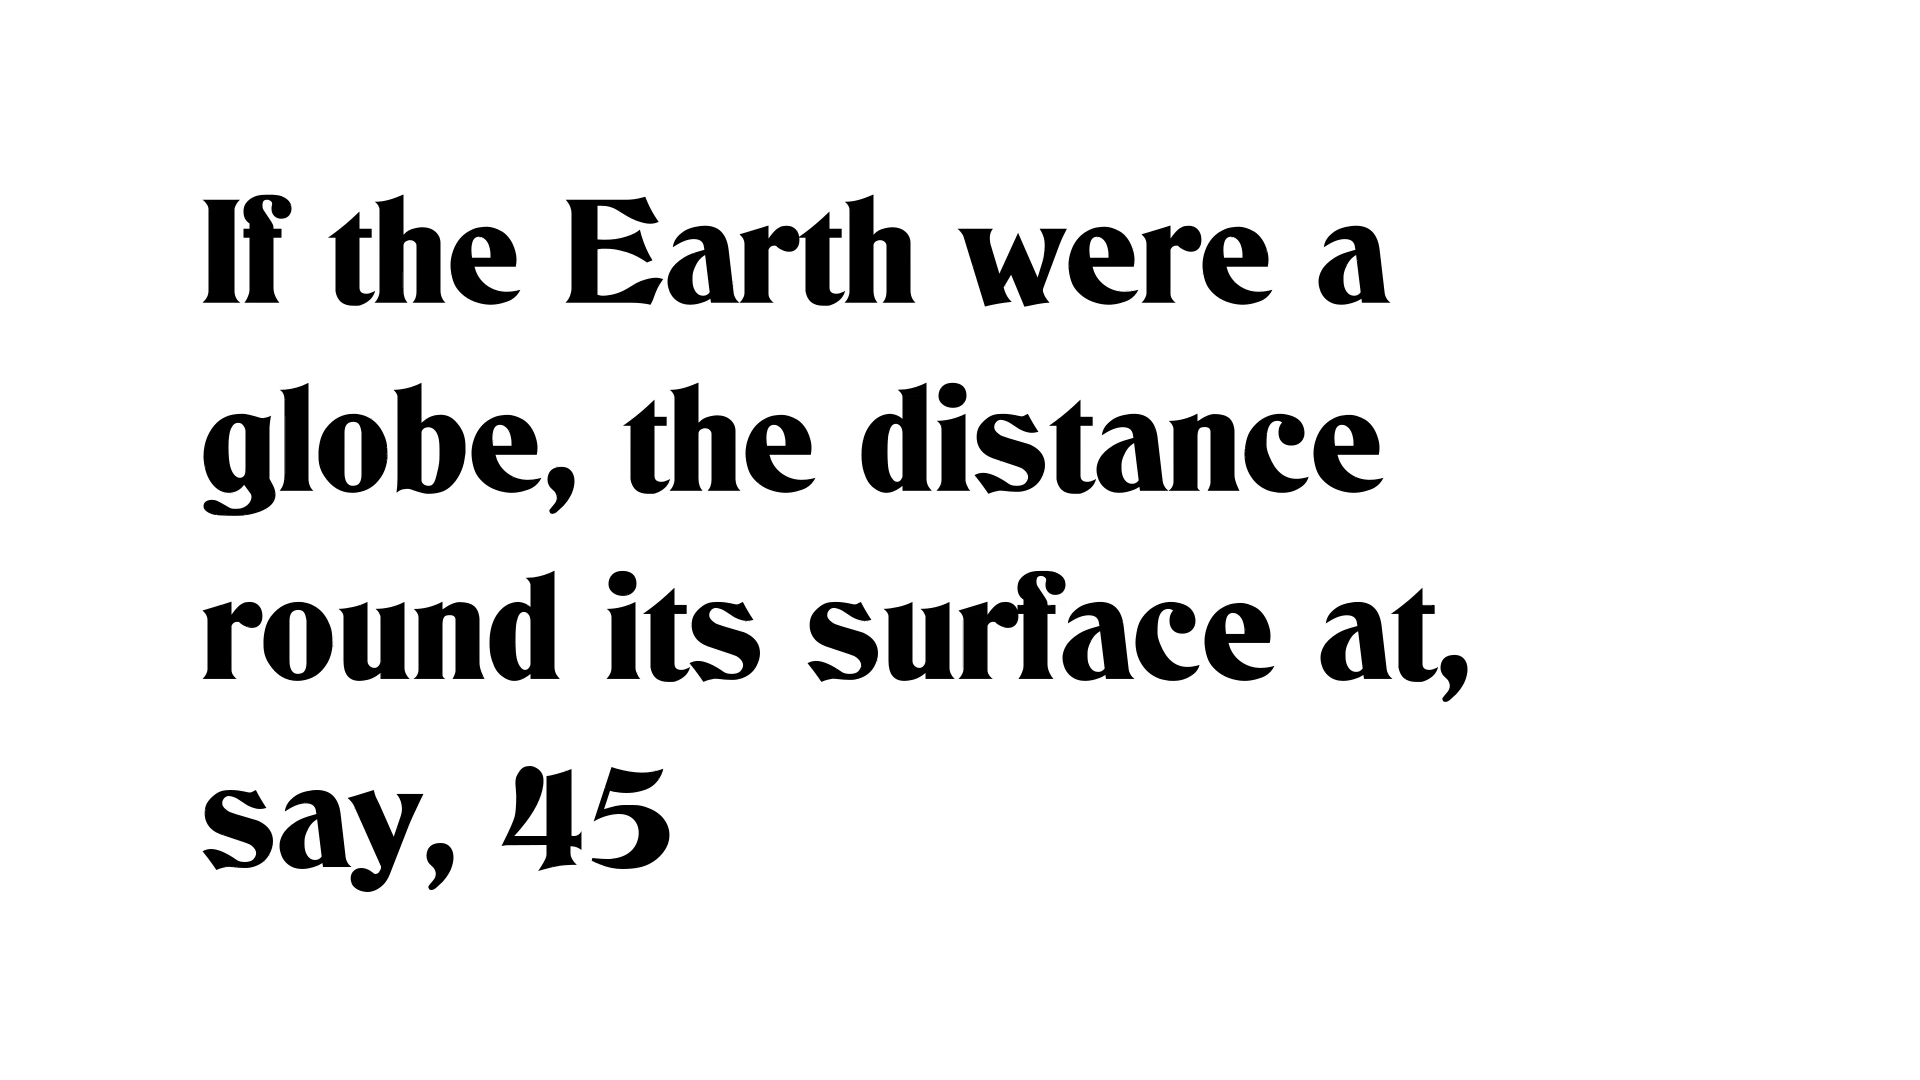 If the Earth were a
globe, the distance
round its surface at,
say, 45